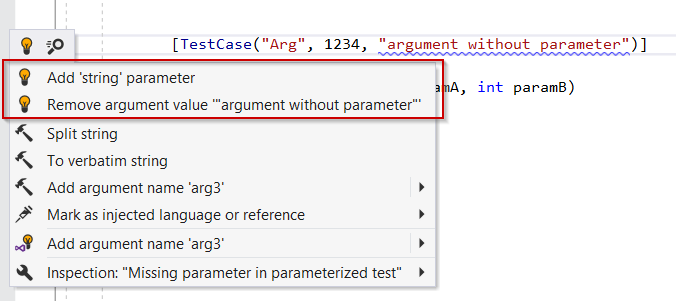 [TestCase("Arg", 1234, "argument without parameter")]
Add 'string' parameter
Remove argument value '"argument without parameter"'
mA, int paramB)
Split string
To verbatim string
Add argument name 'arg3'
Mark as injected language or reference
Add argument name 'arg3'
Inspection: "Missing parameter in parameterized test"